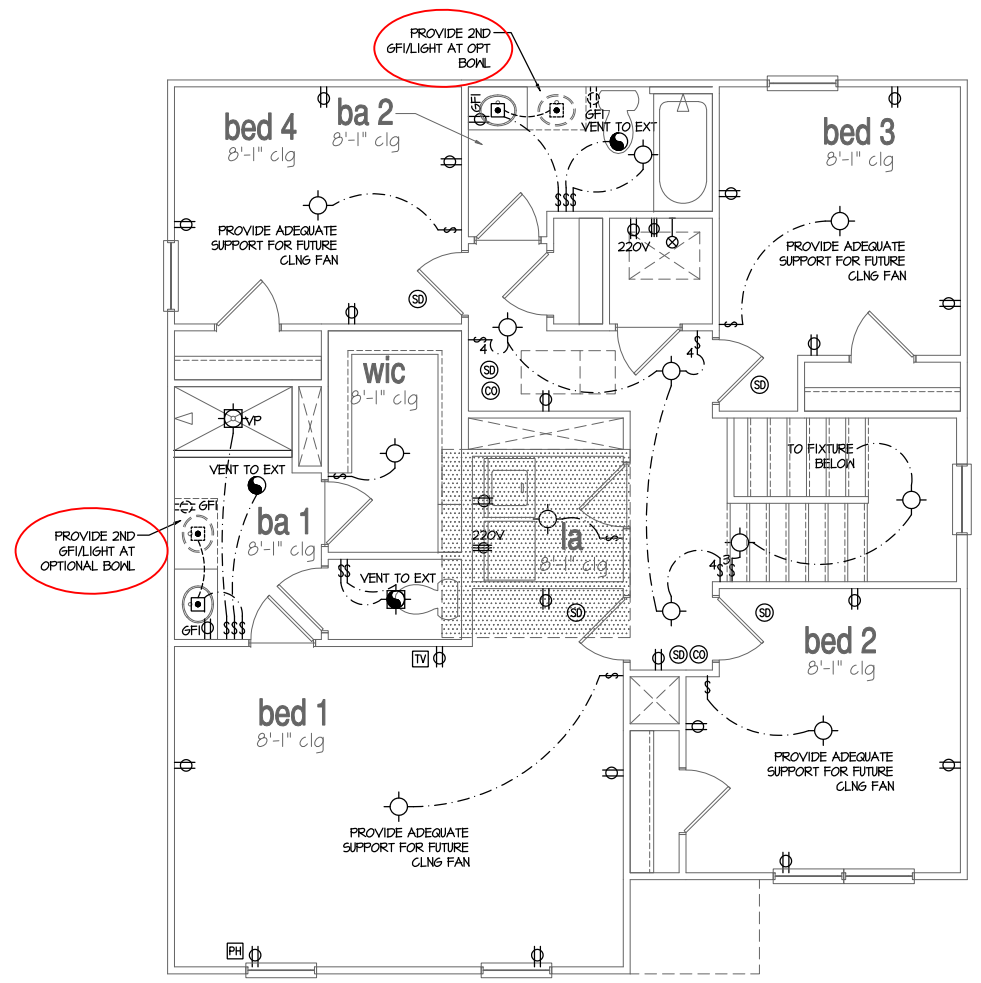 PROVIDE 2ND
GFI/LIGHT AT OPT
BOWL
bed 4
8'-1" clg
ba 2
8'-1" clg
GFI
GFI
VENT TO EXT
$$$
bed 3
8'-1" clg
PROVIDE ADEQUATE
SUPPORT FOR FUTURE
CLNG FAN
$
220V
PROVIDE ADEQUATE
SUPPORT FOR FUTURE
CLNG FAN
SD
$
$
4
$
4
SD
CO
SD
wic
8'-1" clg
VP
$
TO FIXTURE
BELOW
VENT TO EXT
GFI
PROVIDE 2ND
GFI/LIGHT AT
OPTIONAL BOWL
ba 1
8'-1" clg
220V
la
8'-1" clg
$
3
4
$$
VENT TO EXT
$$
GFI
$$$
SD
SD
bed 2
8'-1" clg
TV
SD
CO
$
$
bed 1
8'-1" clg
PROVIDE ADEQUATE
SUPPORT FOR FUTURE
CLNG FAN
PROVIDE ADEQUATE
SUPPORT FOR FUTURE
CLNG FAN
PH